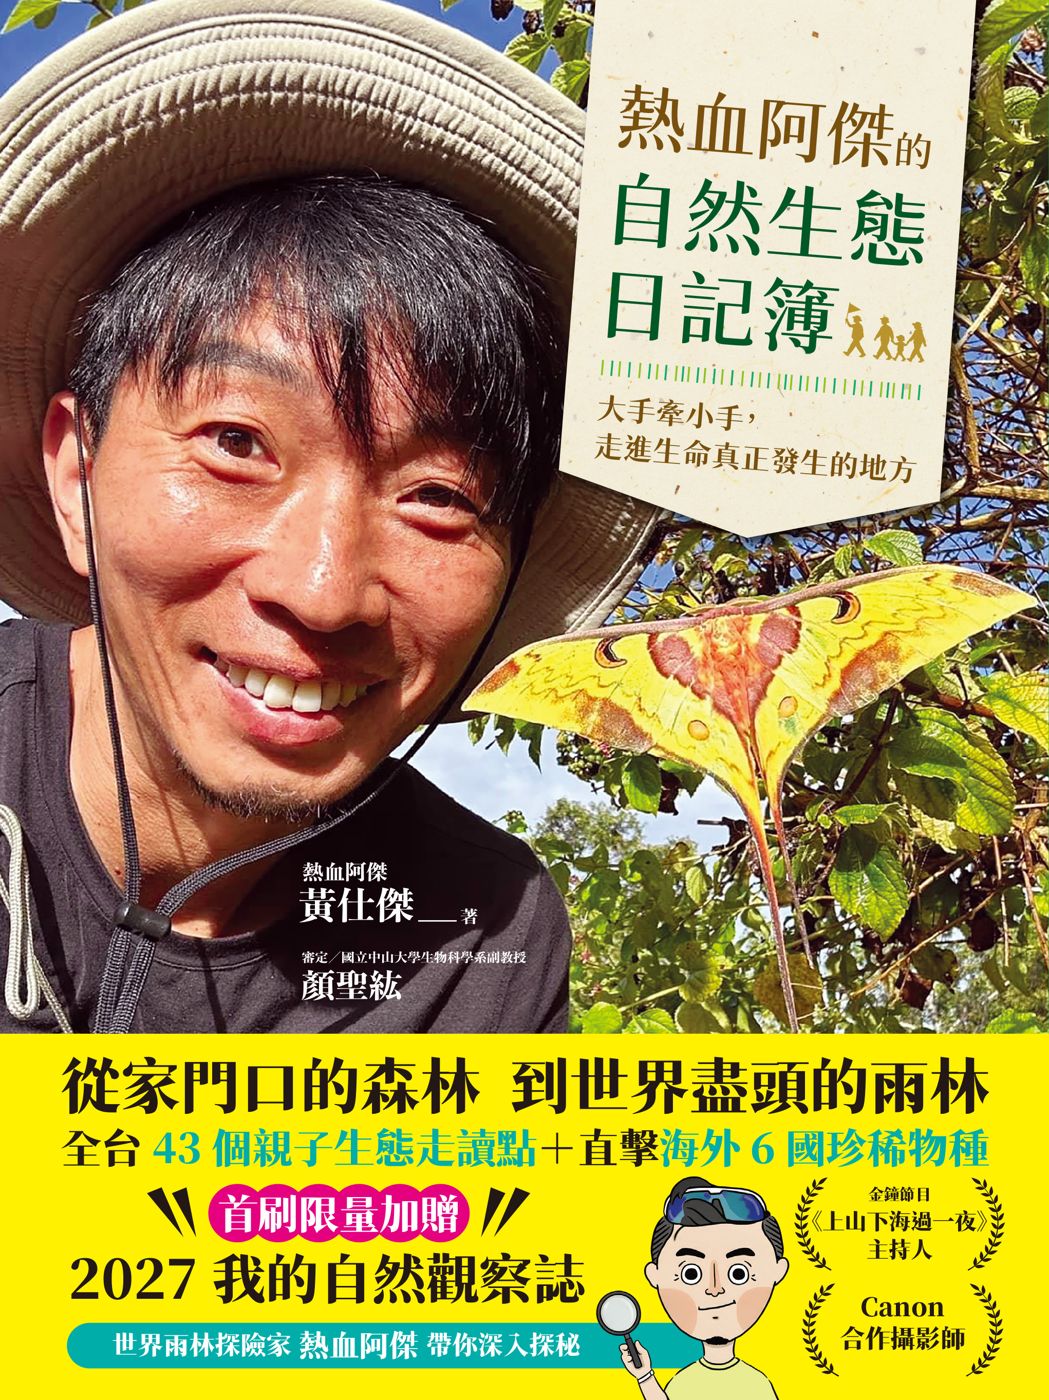 熱血阿傑的
自然生態
日記簿
大手牽小手，
走進生命真正發生的地方
熱血阿傑
黃仕傑＿著
審定／國立中山大學生物科學系副教授
顏聖紘
從家門口的森林 到世界盡頭的雨林
全台 43 個親子生態走讀點＋直擊海外 6 國珍稀物種
首刷限量加贈
2027 我的自然觀察誌
世界雨林探險家 熱血阿傑 帶你深入探秘
金鐘節目
《上山下海過一夜》
主持人
Canon
合作攝影師